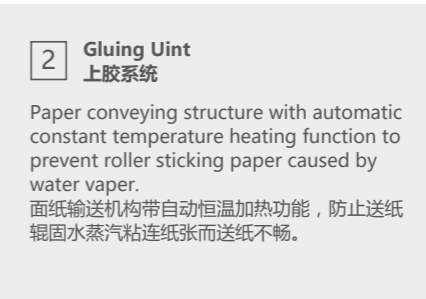 2
Gluing Uint
上胶系统
Paper conveying structure with automatic
constant temperature heating function to
prevent roller sticking paper caused by
water vaper.
面纸输送机构带自动恒温加热功能，防止送纸
辊固水蒸汽粘连纸张而送纸不畅。